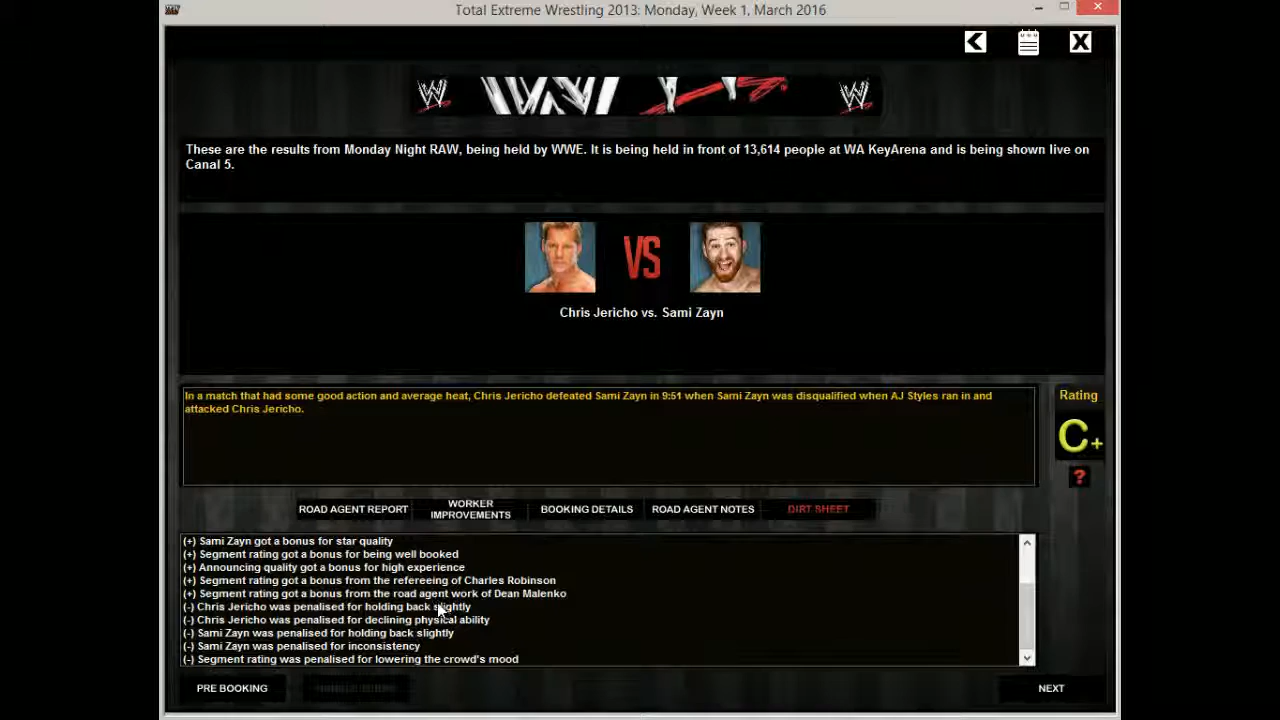 Total Extreme Wrestling 2013: Monday, Week 1, March 2016
These are the results from Monday Night RAW, being held by WWE. It is being held in front of 13,614 people at WA KeyArena and is being shown live on
Canal 5.
VS
Chris Jericho vs. Sami Zayn
In a match that had some good action and average heat, Chris Jericho defeated Sami Zayn in 9:51 when Sami Zayn was disqualified when AJ Styles ran in and
attacked Chris Jericho.
Rating
C+
?
ROAD AGENT REPORT
WORKER
IMPROVEMENTS
BOOKING DETAILS
ROAD AGENT NOTES
DIRT SHEET
(+) Sami Zayn got a bonus for star quality
(+) Segment rating got a bonus for being well booked
(+) Announcing quality got a bonus for high experience
(+) Segment rating got a bonus from the refereeing of Charles Robinson
(+) Segment rating got a bonus from the road agent work of Dean Malenko
(-) Chris Jericho was penalised for holding back slightly
(-) Chris Jericho was penalised for declining physical ability
(-) Sami Zayn was penalised for holding back slightly
(-) Sami Zayn was penalised for inconsistency
(-) Segment rating was penalised for lowering the crowd's mood
PRE BOOKING
NEXT